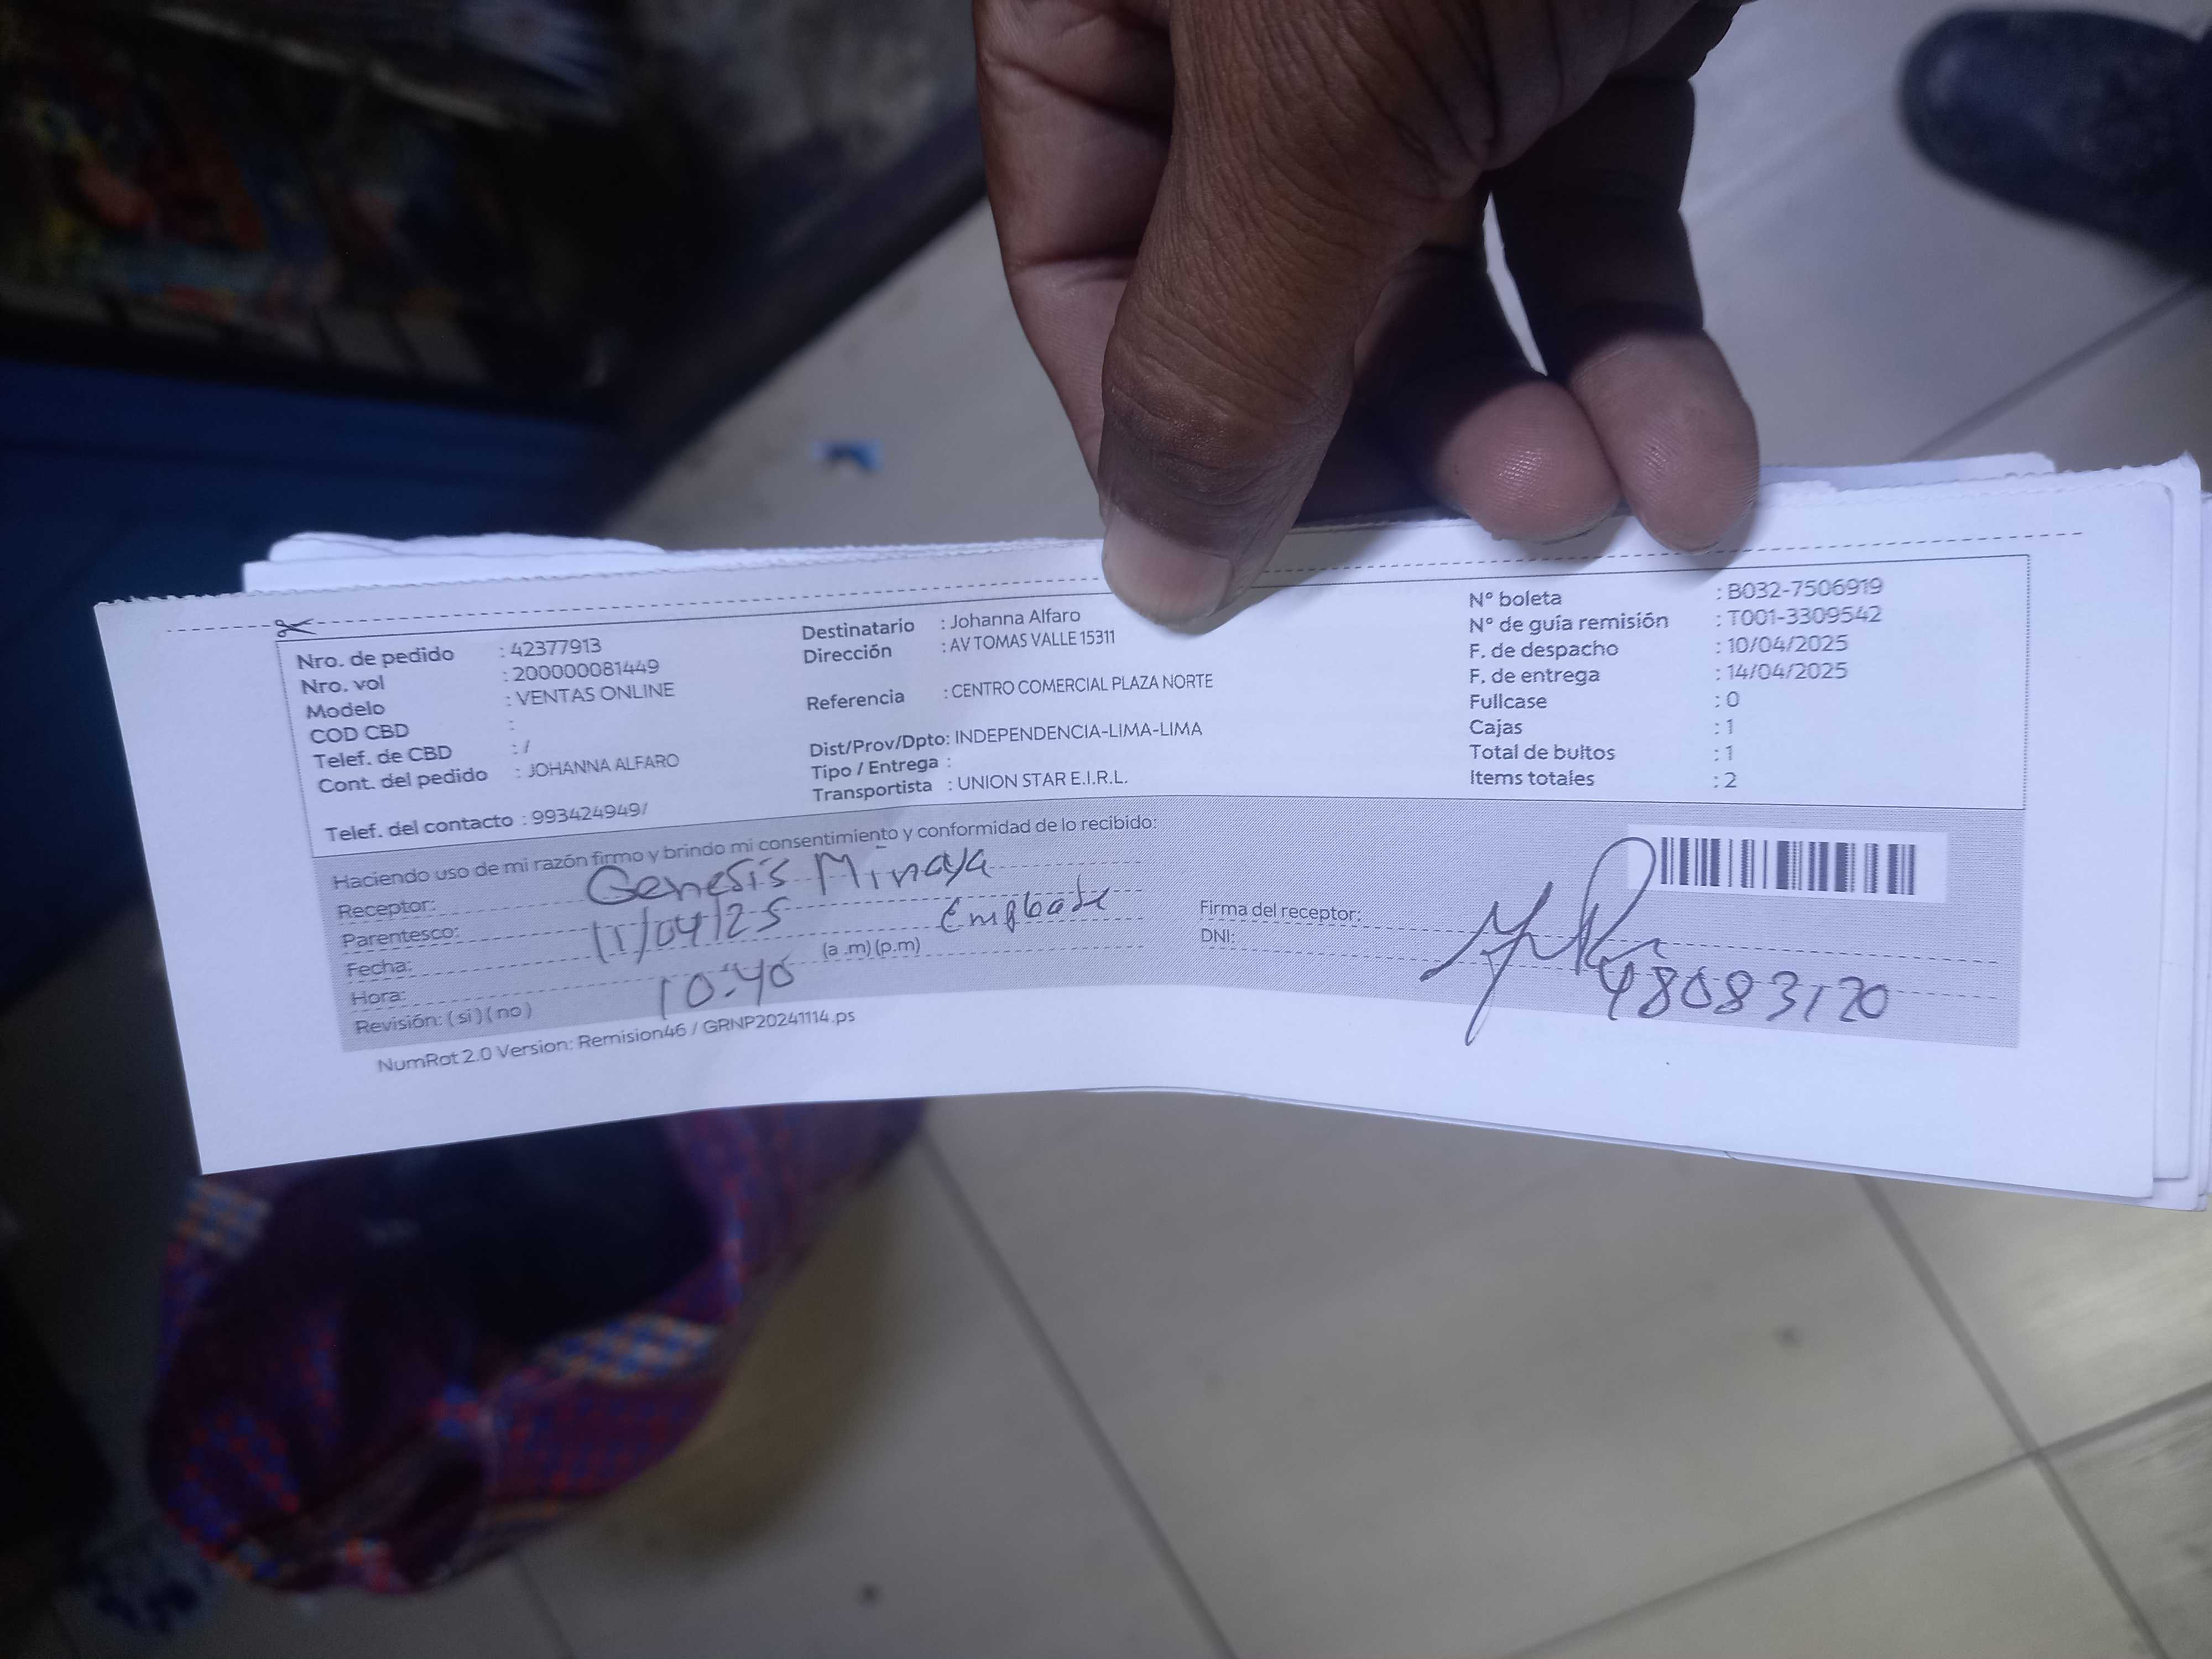 Nro. de pedido : 42377913
Nro. vol : 200000081449
Modelo : VENTAS ONLINE
COD CBD :
Telef. de CBD : /
Cont. del pedido : JOHANNA ALFARO
Telef. del contacto : 993424949/
Destinatario : Johanna Alfaro
Dirección : AV TOMAS VALLE 15311
Referencia : CENTRO COMERCIAL PLAZA NORTE
Dist/Prov/Dpto: INDEPENDENCIA-LIMA-LIMA
Tipo / Entrega :
Transportista : UNION STAR E.I.R.L.
N° boleta : B032-7506919
N° de guía remisión : T001-3309542
F. de despacho : 10/04/2025
F. de entrega : 14/04/2025
Fullcase : 0
Cajas : 1
Total de bultos : 1
Items totales : 2
Haciendo uso de mi razón firmo y brindo mi consentimiento y conformidad de lo recibido:
Receptor: Genesis Minaya
Parentesco:
Fecha: 11/04/25
Hora: 10:40 (a .m) (p.m)
Revisión: ( si ) ( no )
Firma del receptor:
DNI: 48083120
NumRot 2.0 Version: Remision46 / GRNP20241114.ps